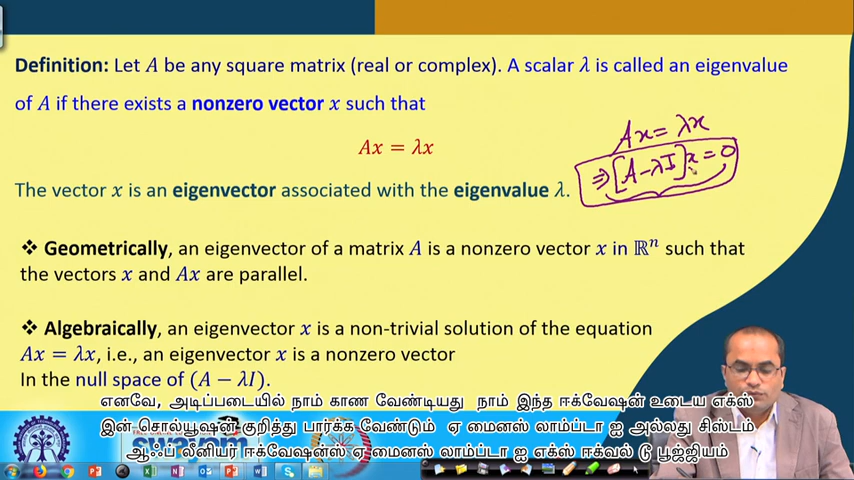 Definition: Let A be any square matrix (real or complex). A scalar λ is called an eigenvalue
of A if there exists a nonzero vector x such that
Ax = λx
Ax = λx
⇒ [A-λI]x = 0
The vector x is an eigenvector associated with the eigenvalue λ.
❖ Geometrically, an eigenvector of a matrix A is a nonzero vector x in ℝⁿ such that
the vectors x and Ax are parallel.
❖ Algebraically, an eigenvector x is a non-trivial solution of the equation
Ax = λx, i.e., an eigenvector x is a nonzero vector
In the null space of (A − λI).
எனவே, அடிப்படையில் நாம் காண வேண்டியது நாம் இந்த ஈக்வேஷன் உடைய எக்ஸ்
இன் சொல்யூஷன் குறித்து பார்க்க வேண்டும் ஏ மைனஸ் லாம்ப்டா ஐ அல்லது சிஸ்டம்
ஆஃப் லீனியர் ஈக்வேஷன்ஸ் ஏ மைனஸ் லாம்ப்டா ஐ எக்ஸ் ஈக்வல் டு பூஜ்ஜியம்
swayam